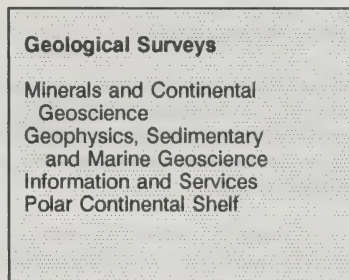 Geological Surveys
Minerals and Continental
Geoscience
Geophysics, Sedimentary
and Marine Geoscience
Information and Services
Polar Continental Shelf